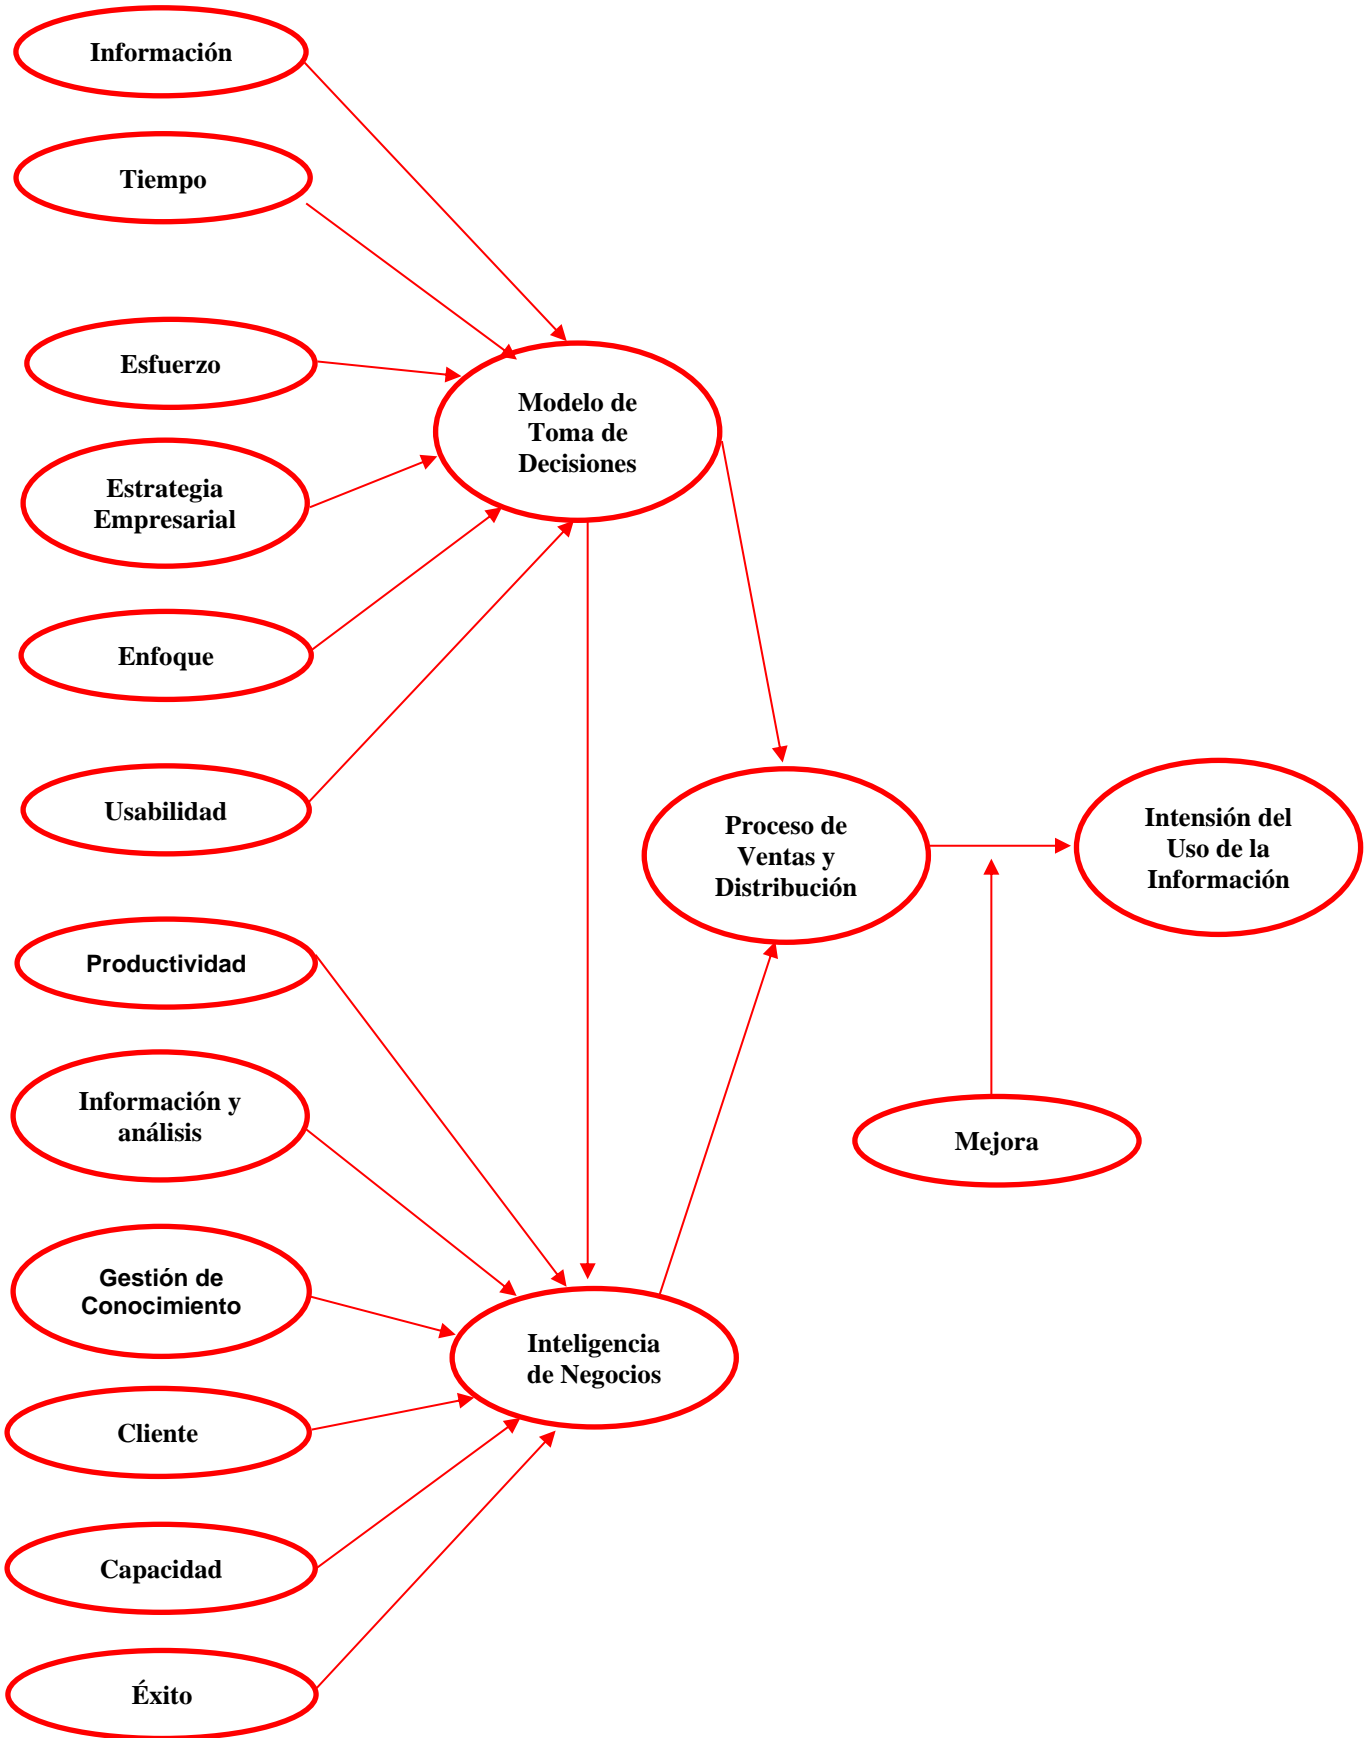 Información
Tiempo
Esfuerzo
Modelo de
Toma de
Decisiones
Estrategia
Empresarial
Enfoque
Usabilidad
Proceso de
Ventas y
Distribución
Intensión del
Uso de la
Información
Productividad
Información y
análisis
Mejora
Gestión de
Conocimiento
Inteligencia
de Negocios
Cliente
Capacidad
Éxito